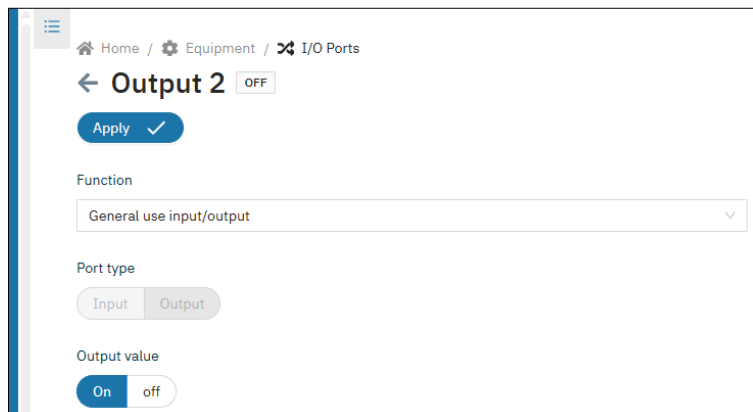 Home / Equipment / I/O Ports
Output 2 OFF
Apply
Function
General use input/output
Port type
Input Output
Output value
On off